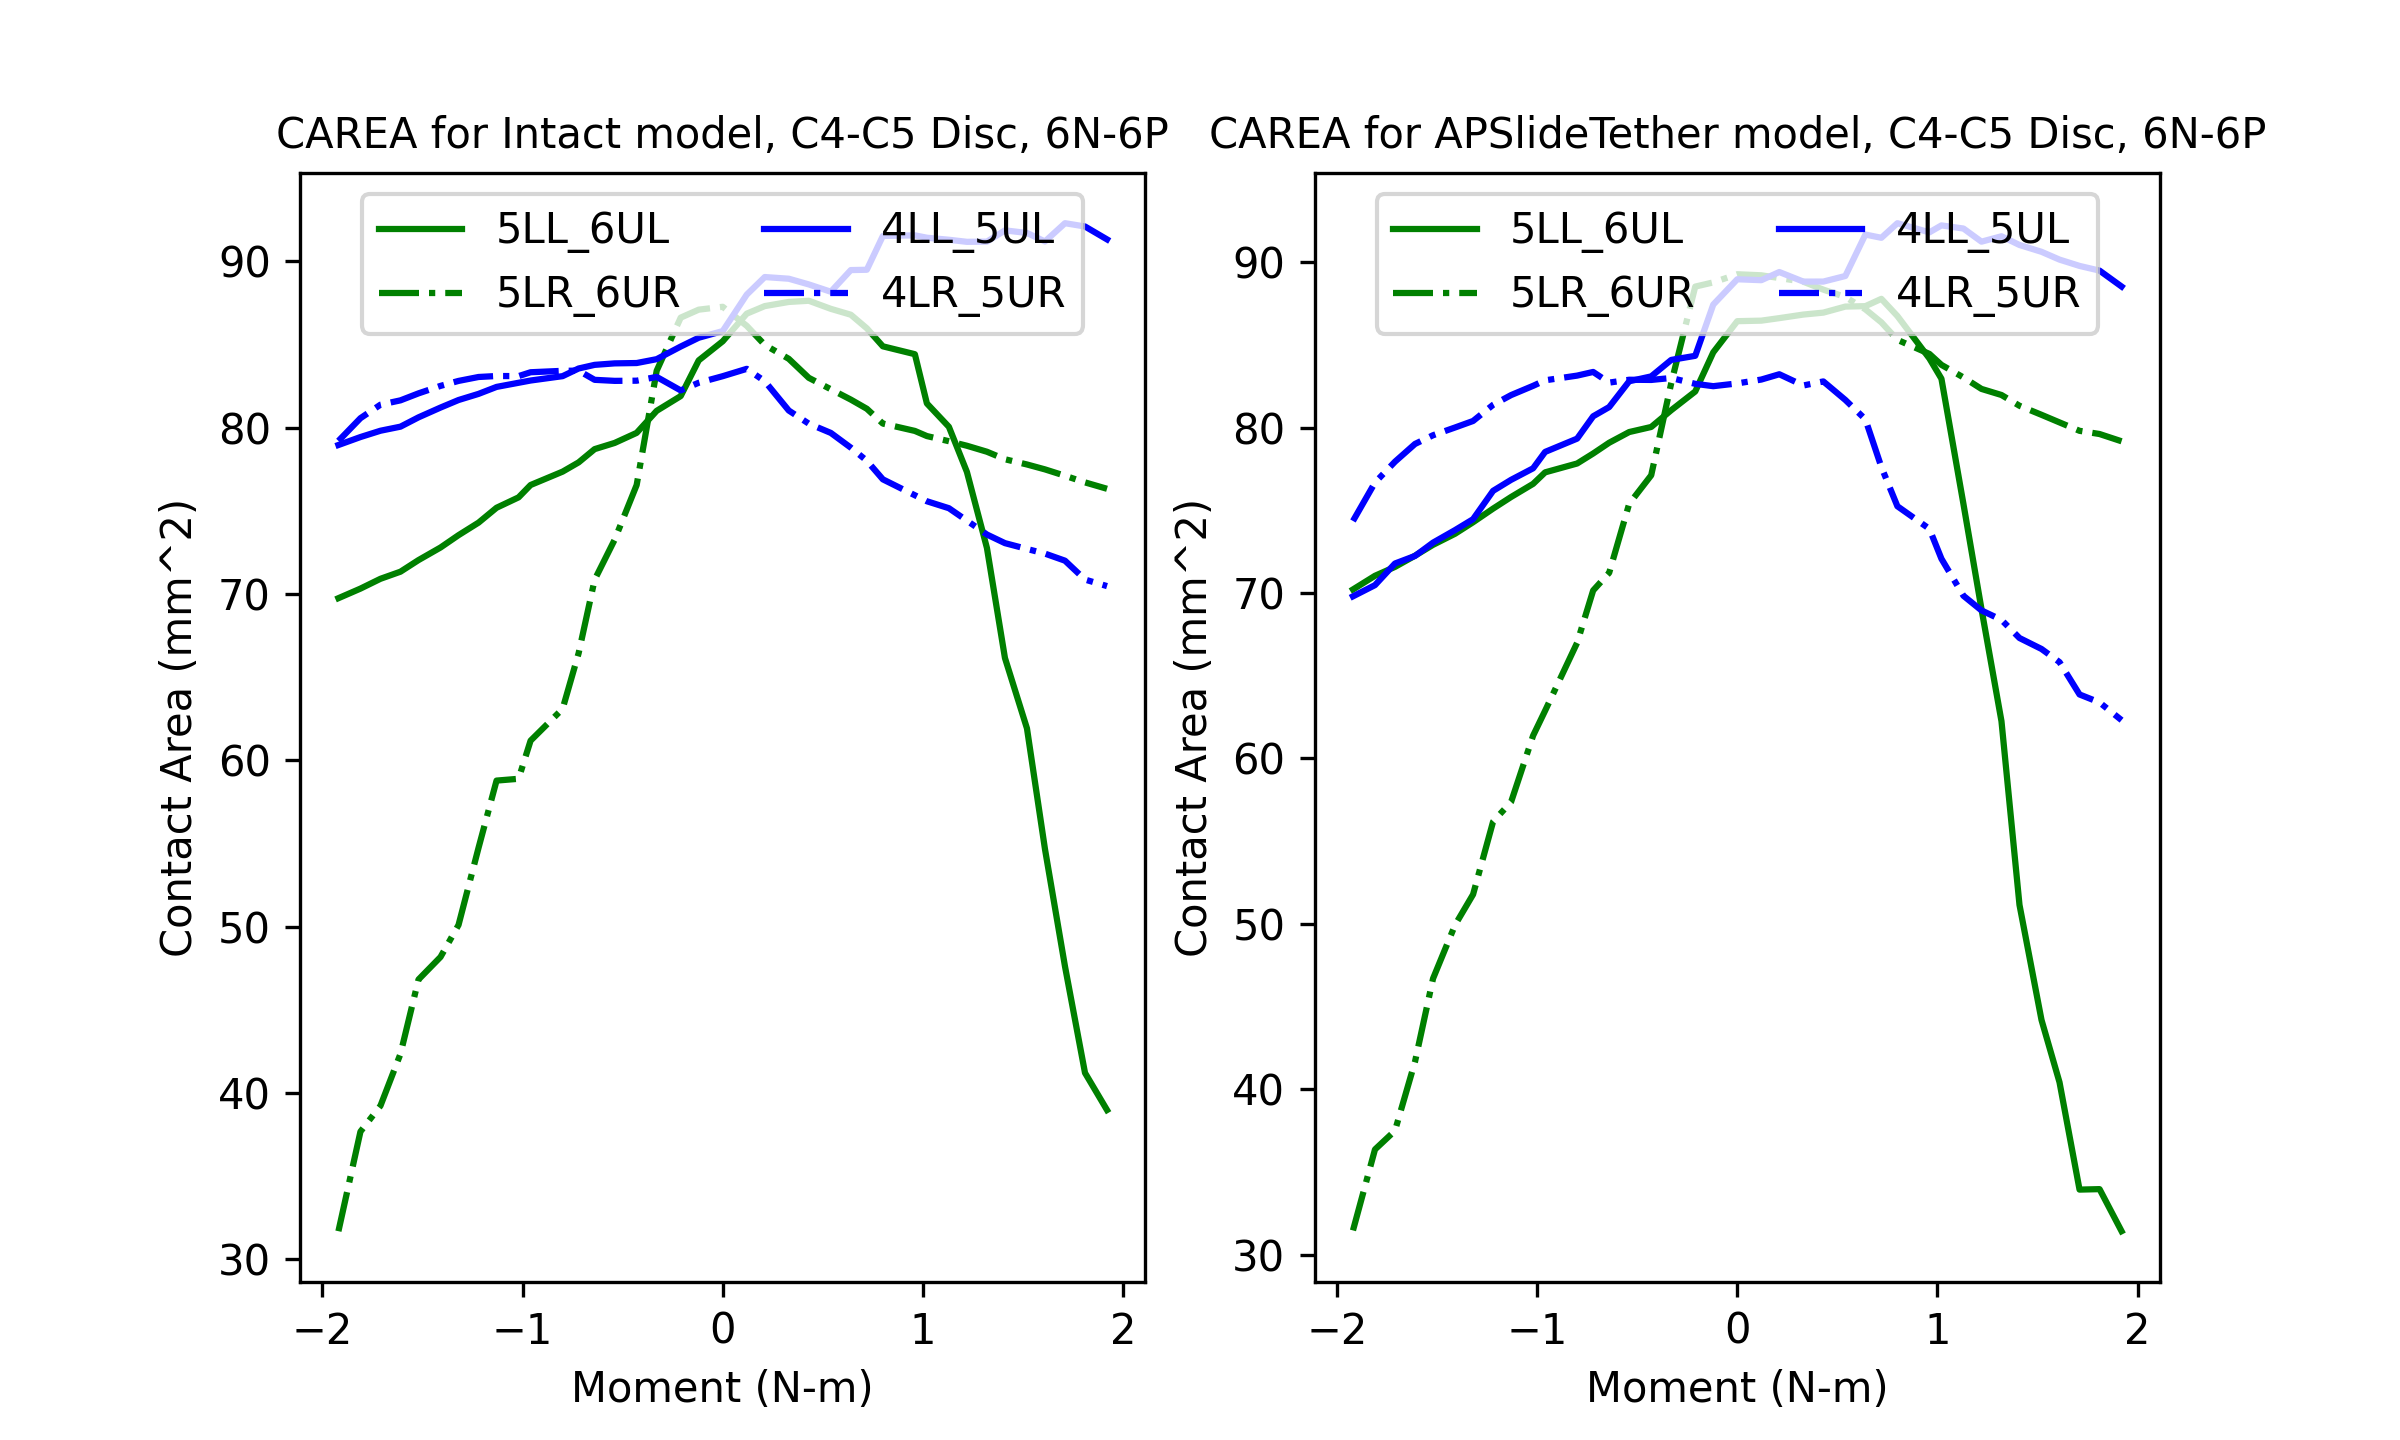 CAREA for Intact model, C4-C5 Disc, 6N-6P
5LL_6UL
5LR_6UR
4LL_5UL
4LR_5UR
90
80
70
60
50
40
30
Contact Area (mm^2)
−2
−1
0
1
2
Moment (N-m)
CAREA for APSlideTether model, C4-C5 Disc, 6N-6P
5LL_6UL
5LR_6UR
4LL_5UL
4LR_5UR
90
80
70
60
50
40
30
Contact Area (mm^2)
−2
−1
0
1
2
Moment (N-m)